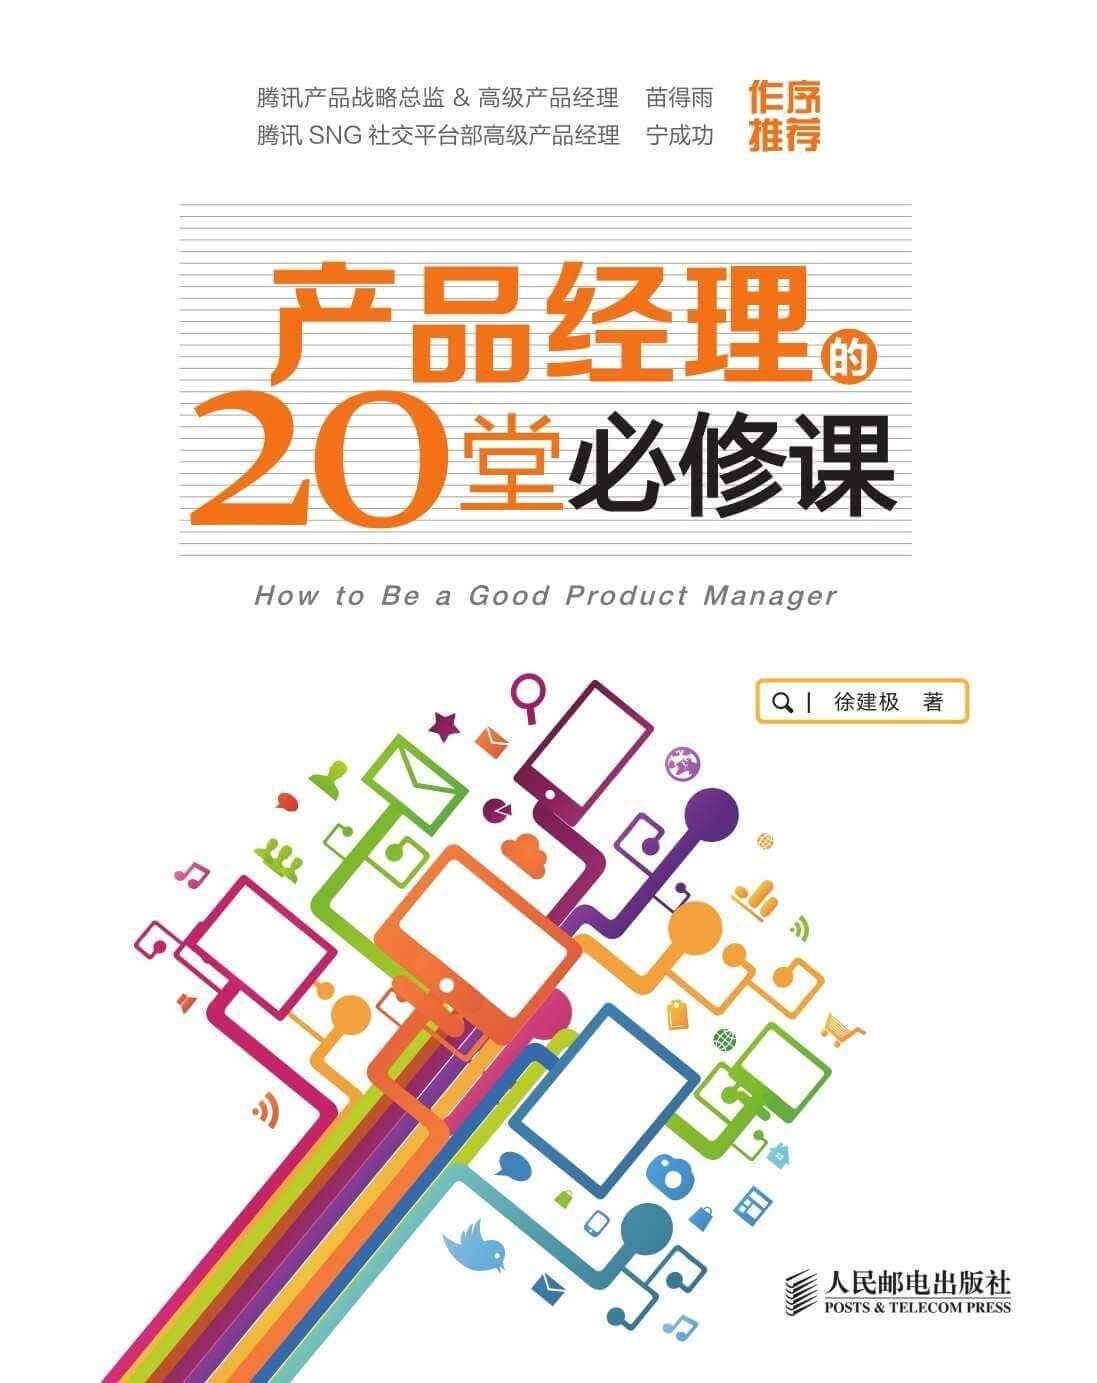 腾讯产品战略总监 & 高级产品经理 苗得雨
腾讯 SNG 社交平台部高级产品经理 宁成功
作序
推荐
产品经理的
20堂必修课
How to Be a Good Product Manager
徐建极 著
人民邮电出版社
POSTS & TELECOM PRESS